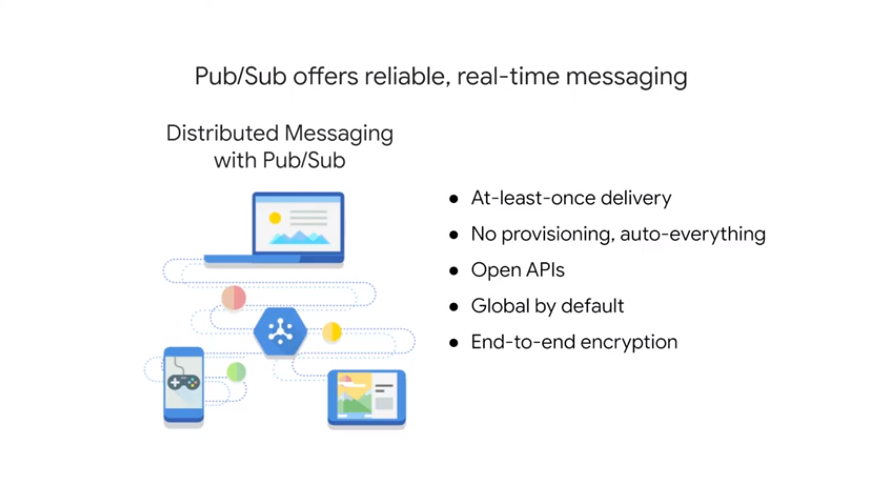 Pub/Sub offers reliable, real-time messaging
Distributed Messaging
with Pub/Sub
● At-least-once delivery
● No provisioning, auto-everything
● Open APIs
● Global by default
● End-to-end encryption